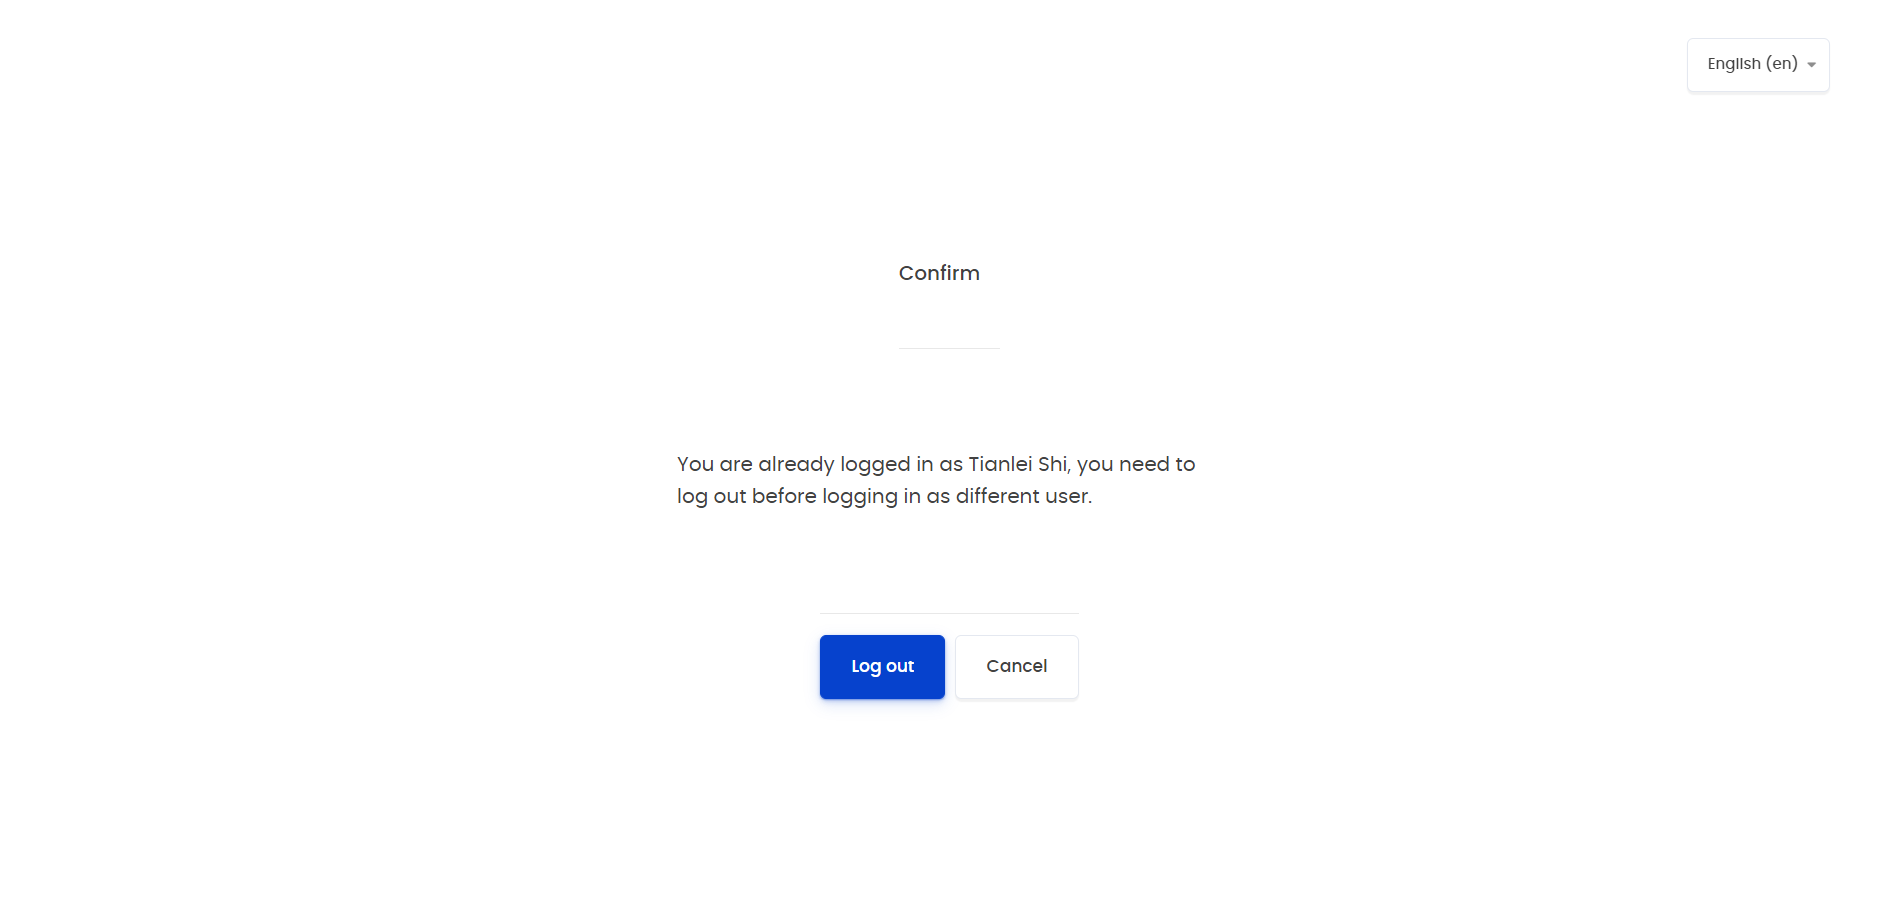 English (en)
Confirm
You are already logged in as Tianlei Shi, you need to
log out before logging in as different user.
Log out
Cancel